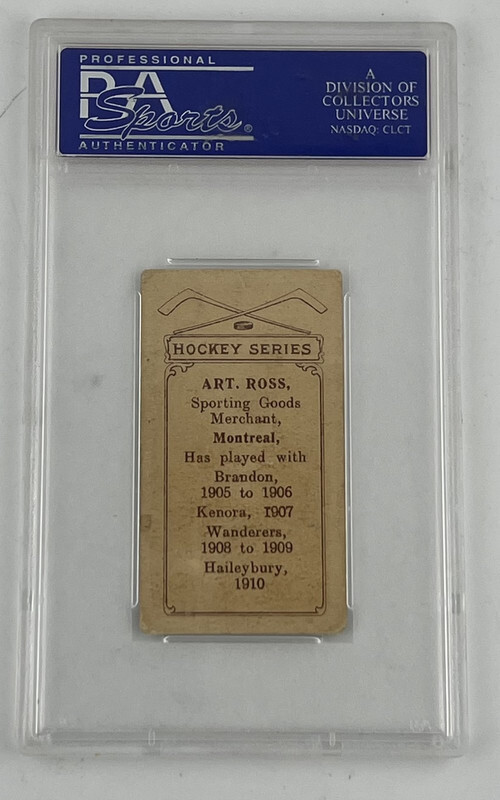 PROFESSIONAL
PSA
Sports®
AUTHENTICATOR
A
DIVISION OF
COLLECTORS
UNIVERSE
NASDAQ: CLCT
HOCKEY SERIES
ART. ROSS,
Sporting Goods
Merchant,
Montreal,
Has played with
Brandon,
1905 to 1906
Kenora, 1907
Wanderers,
1908 to 1909
Haileybury,
1910